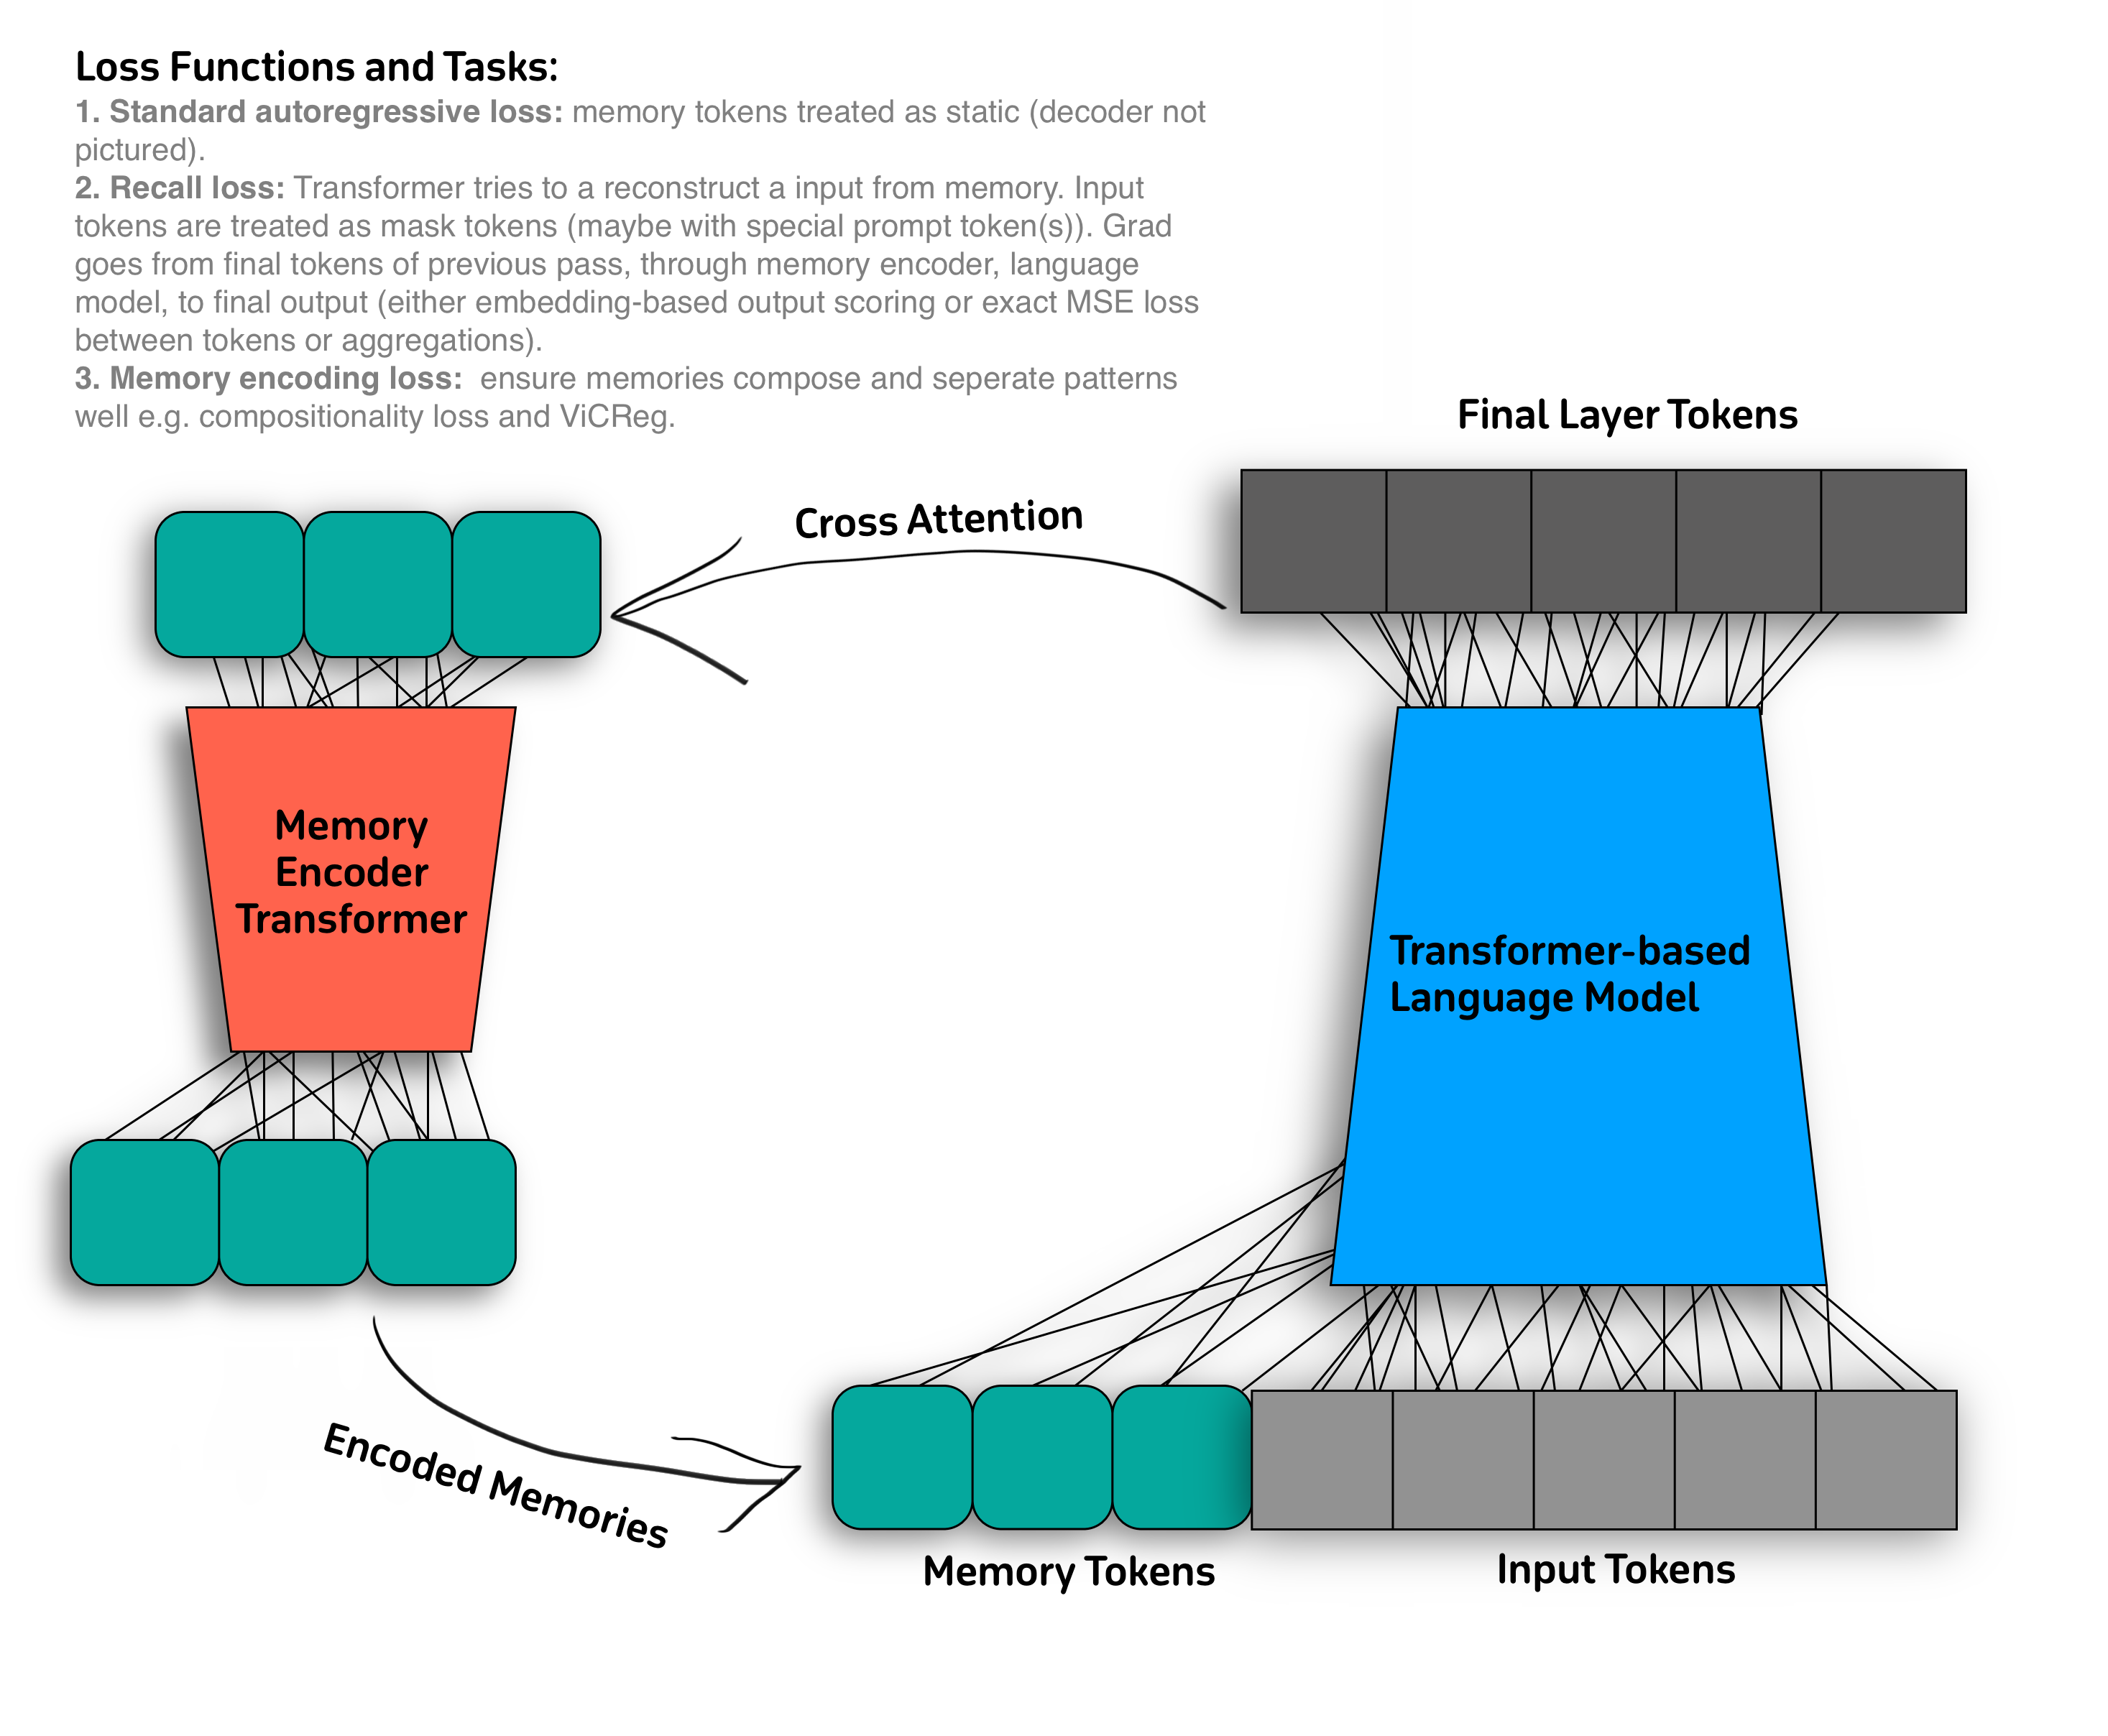 Loss Functions and Tasks:
1. Standard autoregressive loss: memory tokens treated as static (decoder not
pictured).
2. Recall loss: Transformer tries to a reconstruct a input from memory. Input
tokens are treated as mask tokens (maybe with special prompt token(s)). Grad
goes from final tokens of previous pass, through memory encoder, language
model, to final output (either embedding-based output scoring or exact MSE loss
between tokens or aggregations).
3. Memory encoding loss:  ensure memories compose and seperate patterns
well e.g. compositionality loss and ViCReg.
Final Layer Tokens
Cross Attention
Memory
Encoder
Transformer
Transformer-based
Language Model
Encoded Memories
Memory Tokens
Input Tokens